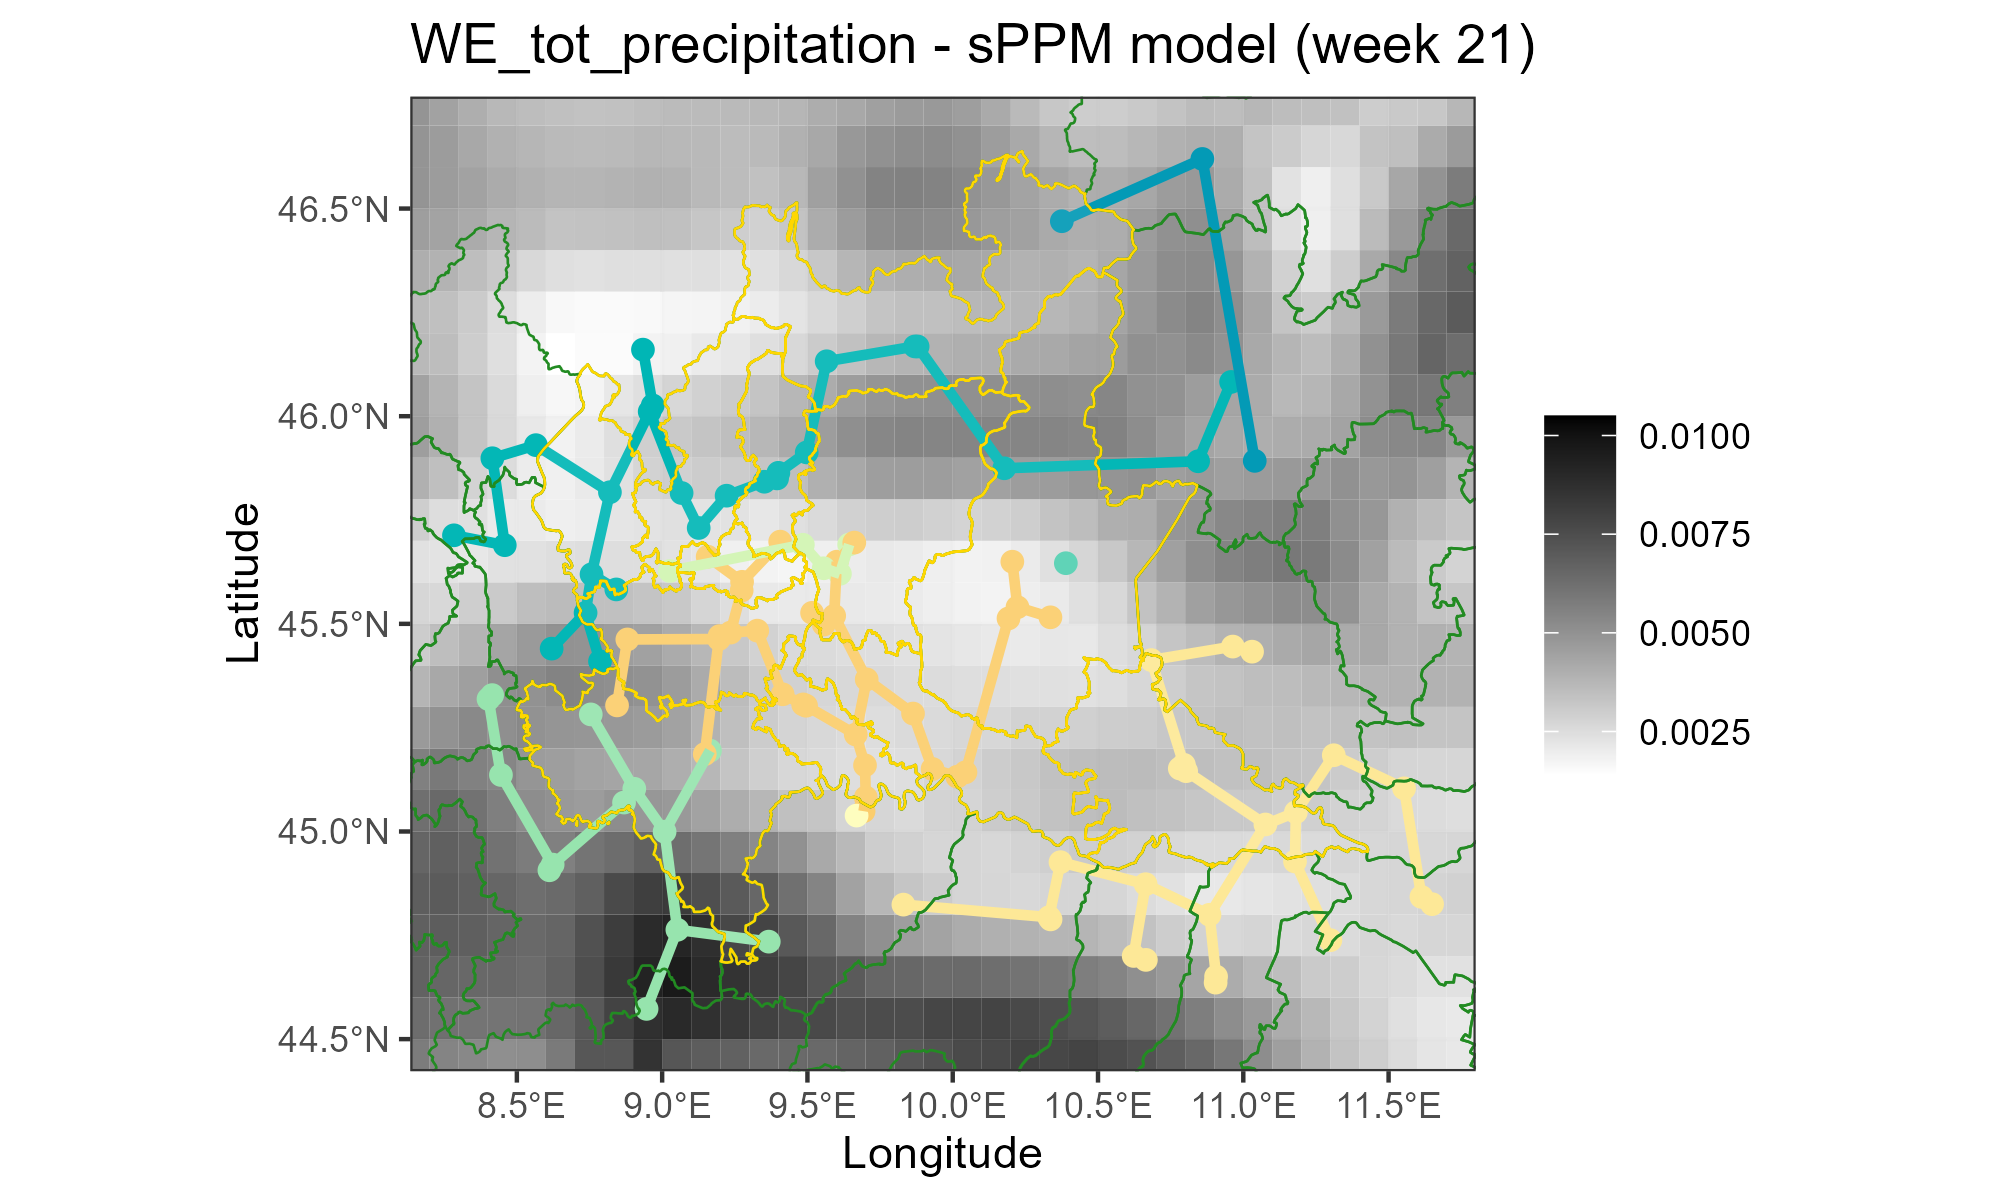 WE_tot_precipitation - sPPM model (week 21)
46.5°N
46.0°N
45.5°N
45.0°N
44.5°N
Latitude
8.5°E 9.0°E 9.5°E 10.0°E 10.5°E 11.0°E 11.5°E
Longitude
0.0100
0.0075
0.0050
0.0025